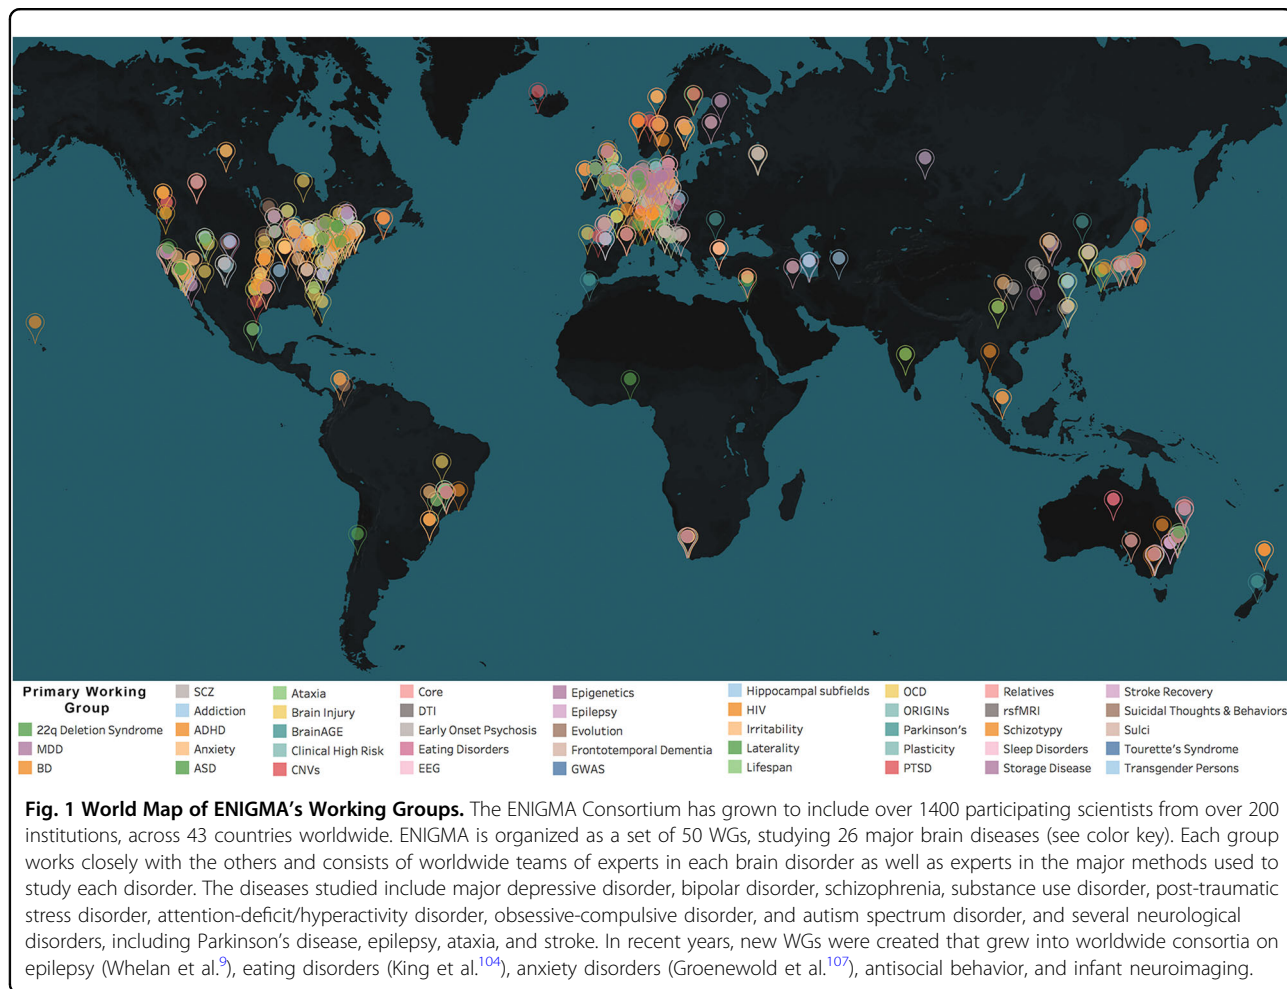 Primary Working
Group
22q Deletion Syndrome
MDD
BD
SCZ
Addiction
ADHD
Anxiety
ASD
Ataxia
Brain Injury
BrainAGE
Clinical High Risk
CNVs
Core
DTI
Early Onset Psychosis
Eating Disorders
EEG
Epigenetics
Epilepsy
Evolution
Frontotemporal Dementia
GWAS
Hippocampal subfields
HIV
Irritability
Laterality
Lifespan
OCD
ORIGINs
Parkinson's
Plasticity
PTSD
Relatives
rsfMRI
Schizotypy
Sleep Disorders
Storage Disease
Stroke Recovery
Suicidal Thoughts & Behaviors
Sulci
Tourette's Syndrome
Transgender Persons
Fig. 1 World Map of ENIGMA's Working Groups. The ENIGMA Consortium has grown to include over 1400 participating scientists from over 200
institutions, across 43 countries worldwide. ENIGMA is organized as a set of 50 WGs, studying 26 major brain diseases (see color key). Each group
works closely with the others and consists of worldwide teams of experts in each brain disorder as well as experts in the major methods used to
study each disorder. The diseases studied include major depressive disorder, bipolar disorder, schizophrenia, substance use disorder, post-traumatic
stress disorder, attention-deficit/hyperactivity disorder, obsessive-compulsive disorder, and autism spectrum disorder, and several neurological
disorders, including Parkinson's disease, epilepsy, ataxia, and stroke. In recent years, new WGs were created that grew into worldwide consortia on
epilepsy (Whelan et al.9), eating disorders (King et al.104), anxiety disorders (Groenewold et al.107), antisocial behavior, and infant neuroimaging.